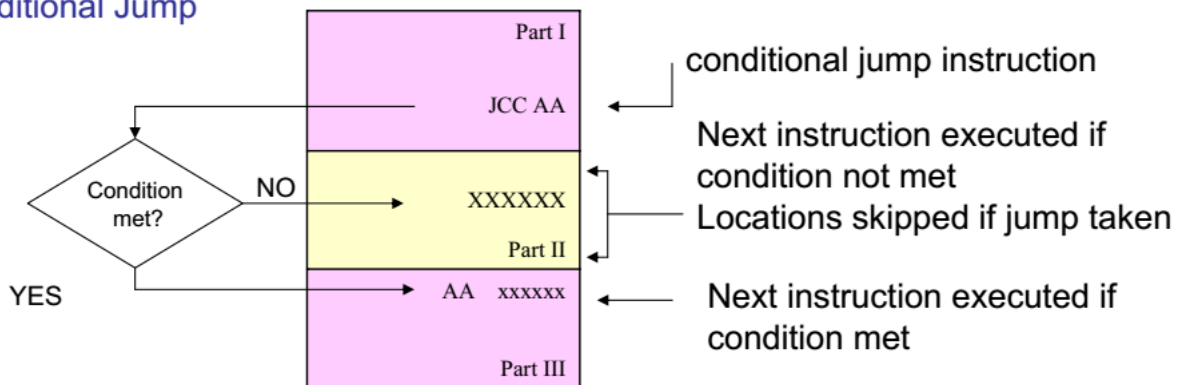 ditional Jump
Part I
conditional jump instruction
JCC AA
Next instruction executed if
condition not met
Condition
met?
NO
XXXXXX
Locations skipped if jump taken
Part II
YES
AA xxxxxx
Next instruction executed if
condition met
Part III